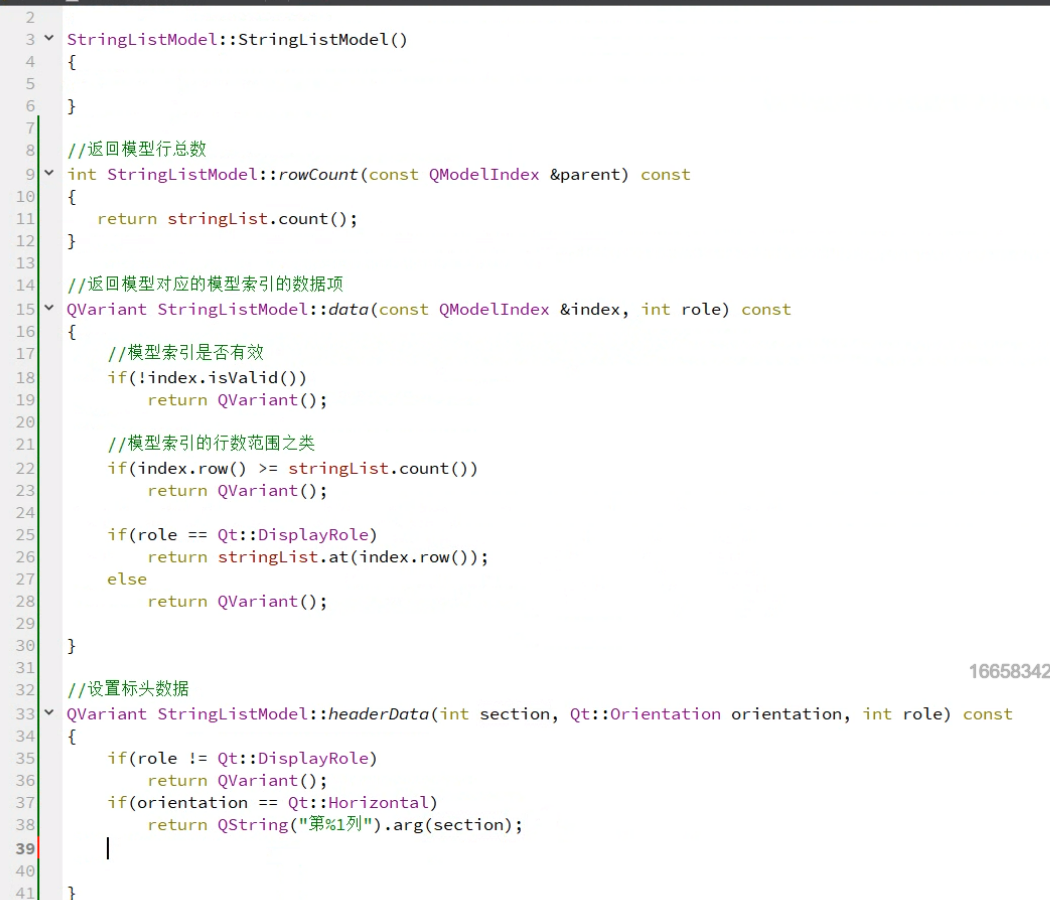 2
3 StringListModel::StringListModel()
4 {
5
6 }
7
8 //返回模型行总数
9 int StringListModel::rowCount(const QModelIndex &parent) const
10 {
11    return stringList.count();
12 }
13
14 //返回模型对应的模型索引的数据项
15 QVariant StringListModel::data(const QModelIndex &index, int role) const
16 {
17     //模型索引是否有效
18     if(!index.isValid())
19         return QVariant();
20
21     //模型索引的行数范围之类
22     if(index.row() >= stringList.count())
23         return QVariant();
24
25     if(role == Qt::DisplayRole)
26         return stringList.at(index.row());
27     else
28         return QVariant();
29
30 }
31
16658342
32 //设置标头数据
33 QVariant StringListModel::headerData(int section, Qt::Orientation orientation, int role) const
34 {
35     if(role != Qt::DisplayRole)
36         return QVariant();
37     if(orientation == Qt::Horizontal)
38         return QString("第%1列").arg(section);
39
40
41 }